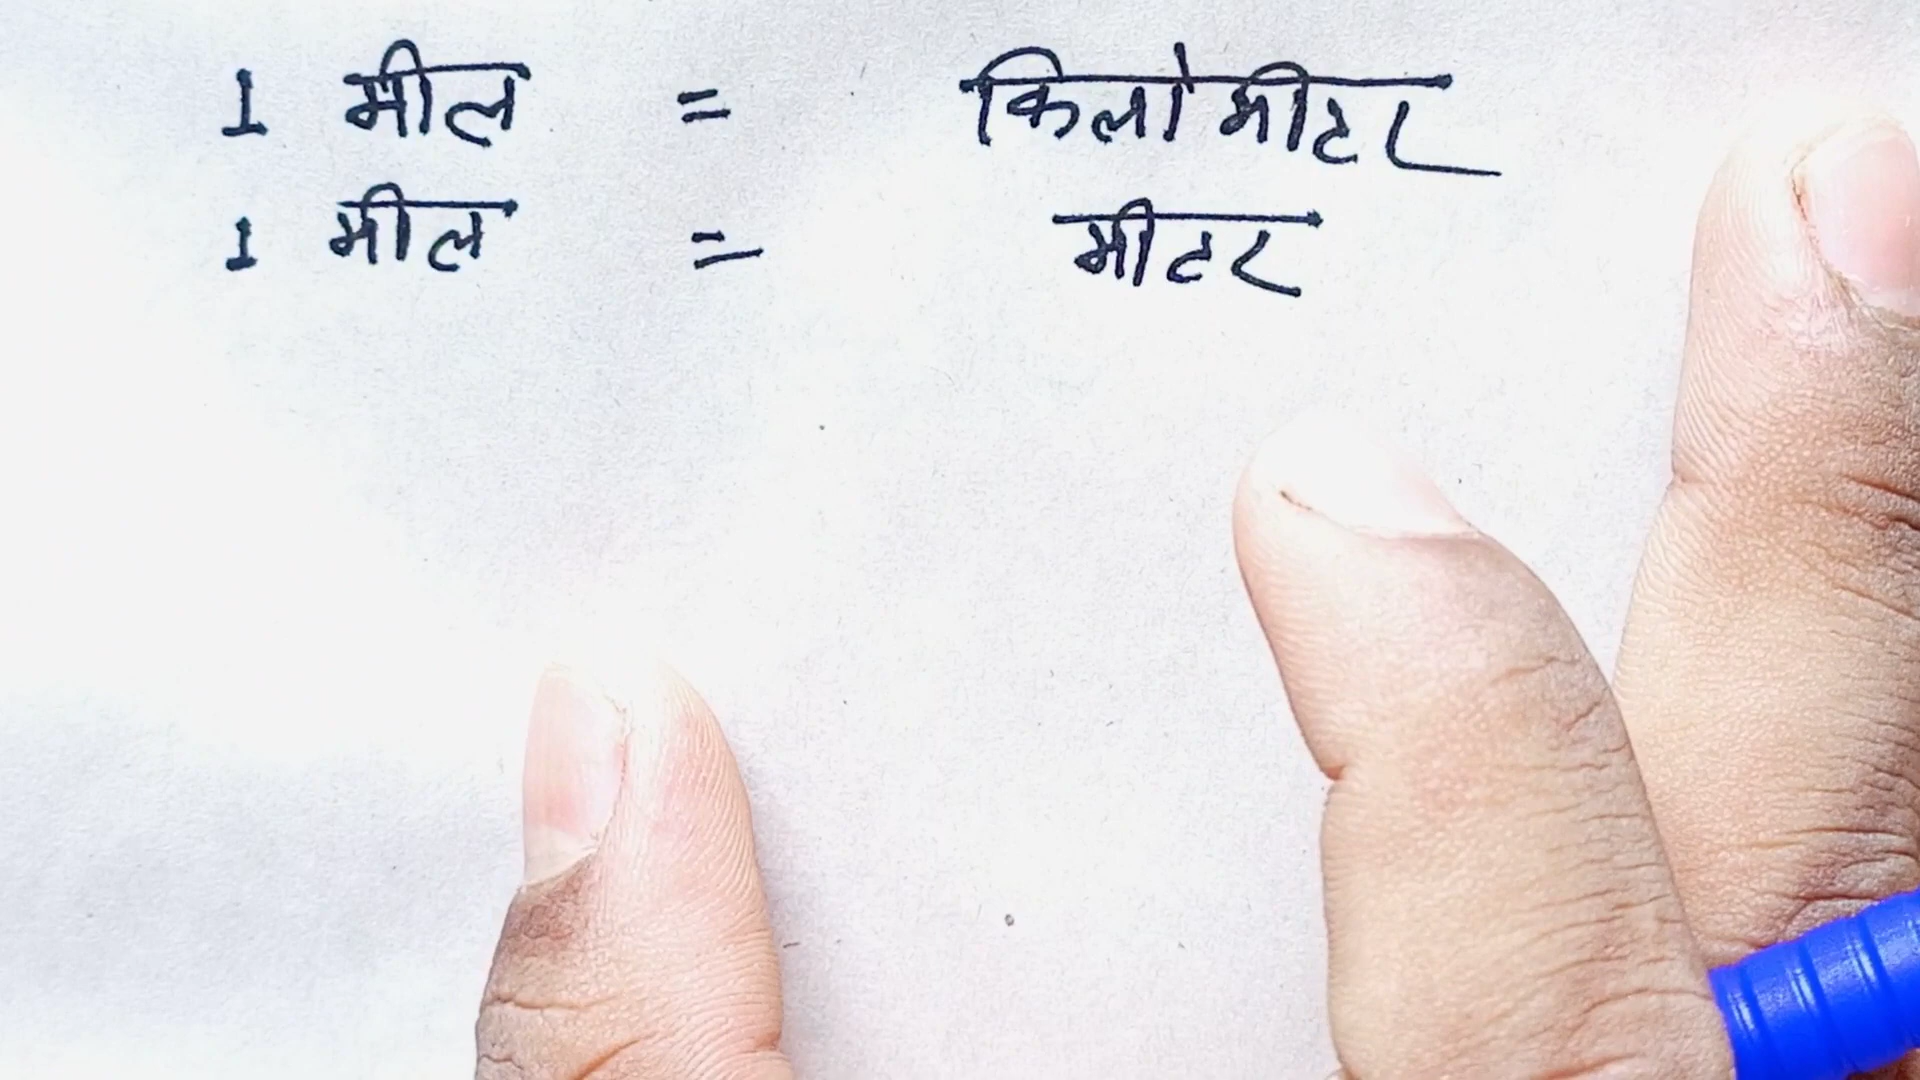 1 मील = किलोमीटर
1 मील = मीटर